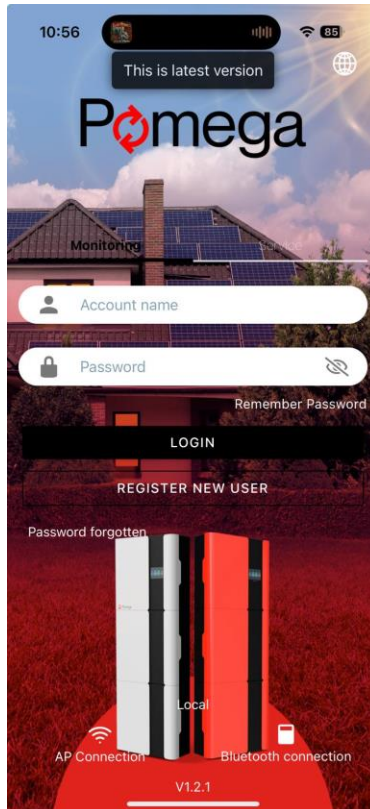 10:56
85
This is latest version
Pomega
Monitoring
Service
Account name
Password
Remember Password
LOGIN
REGISTER NEW USER
Password forgotten
Local
AP Connection
Bluetooth connection
V1.2.1